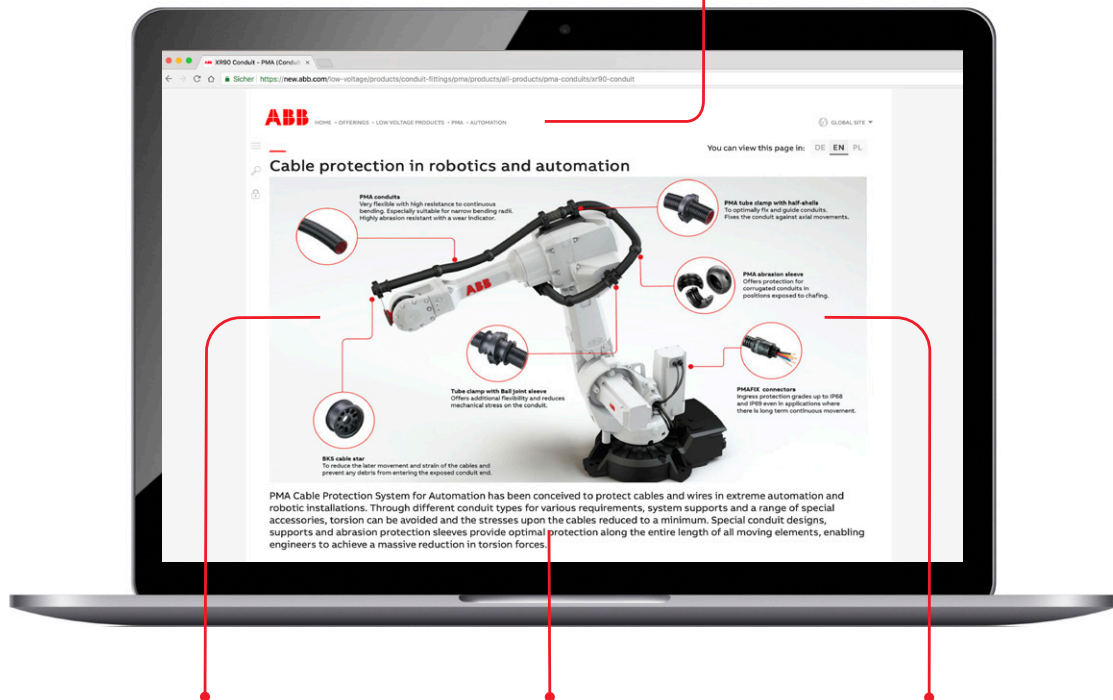 XR90 Conduit - PMA (Conduit
Sicher https://new.abb.com/low-voltage/products/conduit-fittings/pma/products/all-products/pma-conduits/xr90-conduit
ABB
HOME OFFERINGS LOW VOLTAGE PRODUCTS PMA AUTOMATION
GLOBAL SITE
You can view this page in: DE EN PL
Cable protection in robotics and automation
PMA conduits
Very flexible with high resistance to continuous
bending. Especially suitable for narrow bending radii.
Highly abrasion resistant with a wear indicator.
PMA tube clamp with half-shells
To optimally fix and guide conduits.
Fixes the conduit against axial movements.
PMA abrasion sleeve
Offers protection for
corrugated conduits in
positions exposed to chafing.
ABB
Tube clamp with Ball joint sleeve
Offers additional flexibility and reduces
mechanical stress on the conduit.
PMAFIX connectors
Ingress protection grades up to IP68
and IP69 even in applications where
there is long term continuous movement.
BKS cable star
To reduce the later movement and strain of the cables and
prevent any debris from entering the exposed conduit end.
PMA Cable Protection System for Automation has been conceived to protect cables and wires in extreme automation and
robotic installations. Through different conduit types for various requirements, system supports and a range of special
accessories, torsion can be avoided and the stresses upon the cables reduced to a minimum. Special conduit designs,
supports and abrasion protection sleeves provide optimal protection along the entire length of all moving elements, enabling
engineers to achieve a massive reduction in torsion forces.